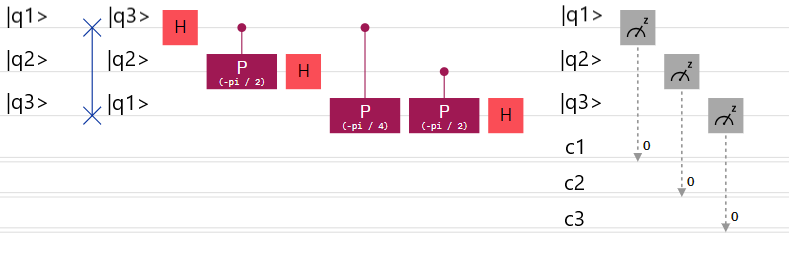 |q1> |q3> H |q1> z
|q2> |q2> P (-pi / 2) H |q2> z
|q3> |q1> P (-pi / 4) P (-pi / 2) H |q3> z
c1 0
c2 0
c3 0